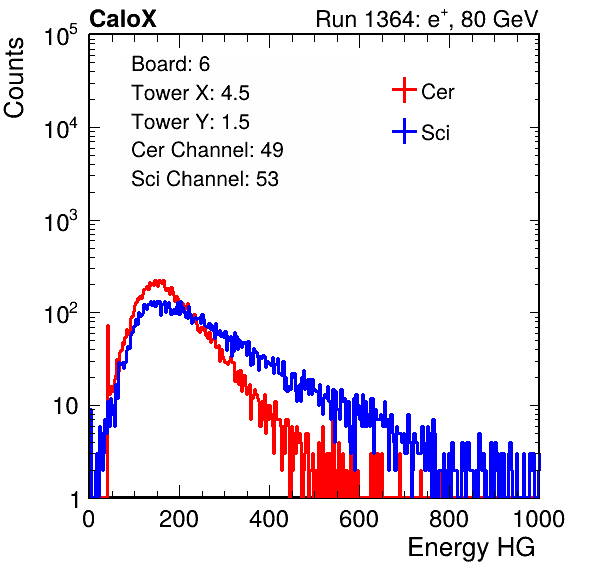 CaloX
Run 1364: e⁺, 80 GeV
Counts
10⁵
10⁴
10³
10²
10
1
Board: 6
Tower X: 4.5
Tower Y: 1.5
Cer Channel: 49
Sci Channel: 53
Cer
Sci
0 200 400 600 800 1000
Energy HG